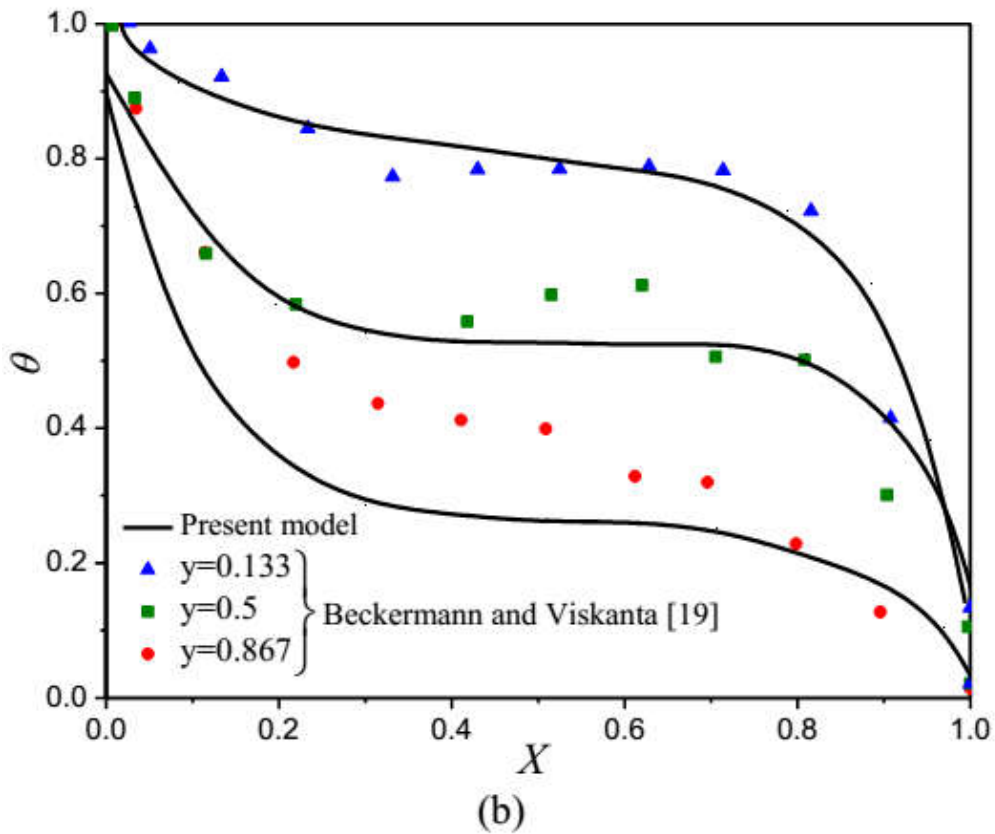 1.0
0.8
0.6
0.4
0.2
0.0
θ
Present model
y=0.133
y=0.5
y=0.867
Beckermann and Viskanta [19]
0.0 0.2 0.4 0.6 0.8 1.0
X
(b)